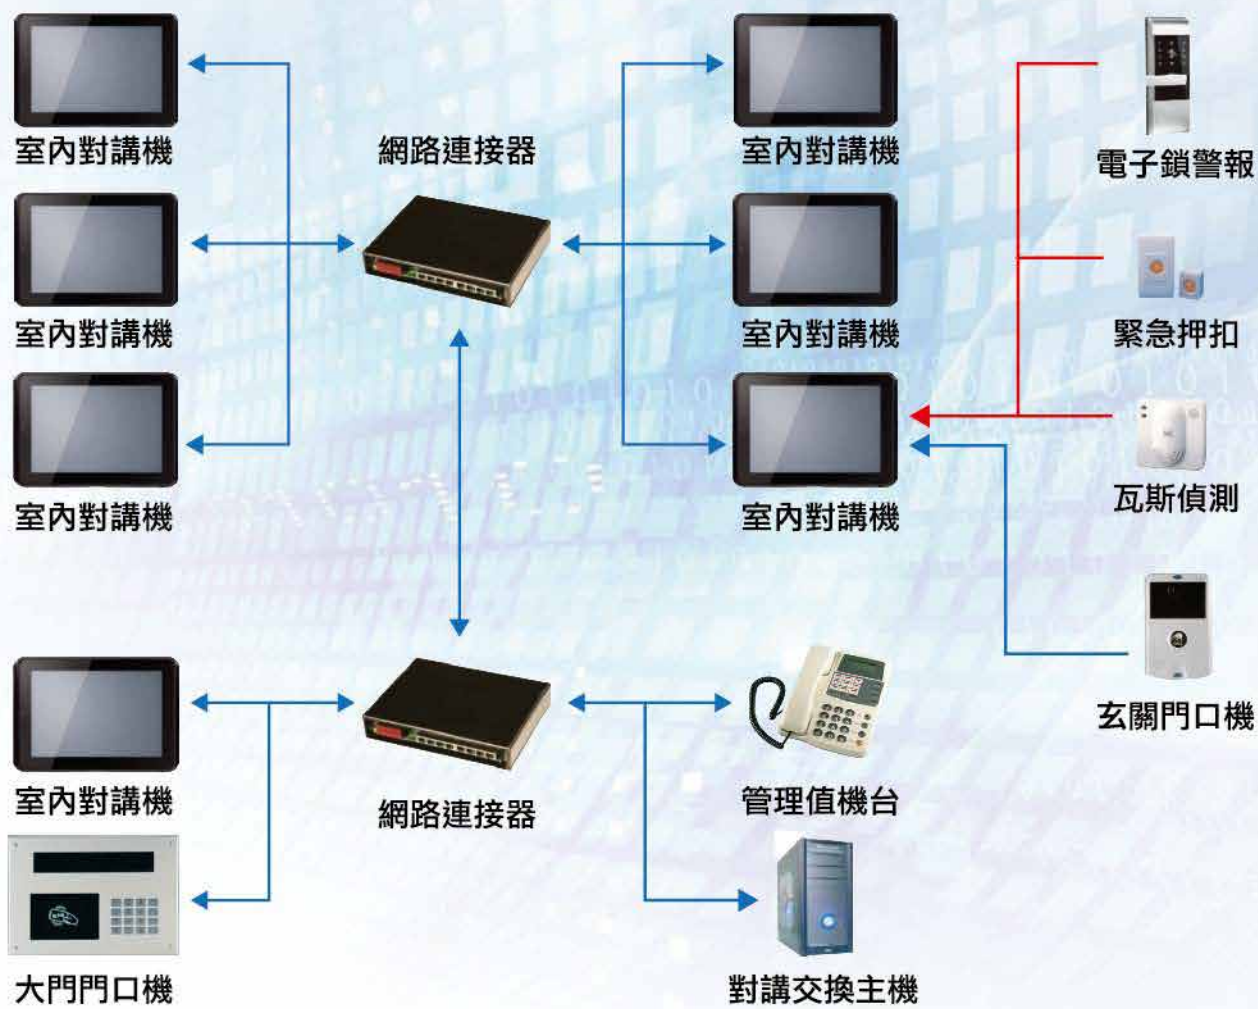 室內對講機
網路連接器
室內對講機
電子鎖警報
室內對講機
室內對講機
緊急押扣
室內對講機
室內對講機
瓦斯偵測
玄關門口機
室內對講機
網路連接器
管理值機台
大門門口機
對講交換主機